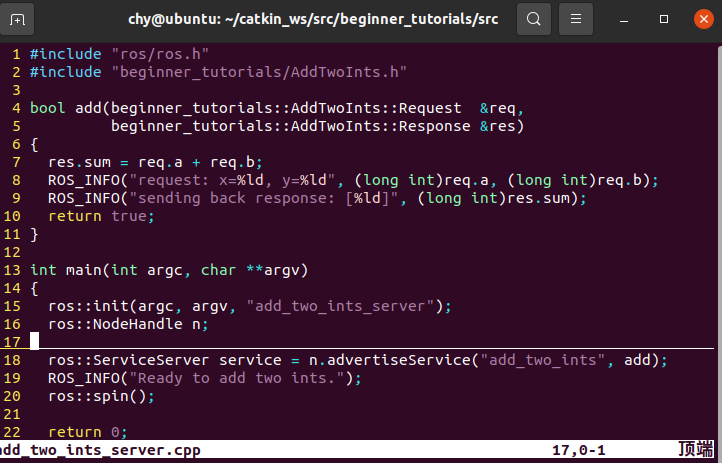 chy@ubuntu: ~/catkin_ws/src/beginner_tutorials/src
1 #include "ros/ros.h"
2 #include "beginner_tutorials/AddTwoInts.h"
3
4 bool add(beginner_tutorials::AddTwoInts::Request  &req,
5          beginner_tutorials::AddTwoInts::Response &res)
6 {
7   res.sum = req.a + req.b;
8   ROS_INFO("request: x=%ld, y=%ld", (long int)req.a, (long int)req.b);
9   ROS_INFO("sending back response: [%ld]", (long int)res.sum);
10   return true;
11 }
12
13 int main(int argc, char **argv)
14 {
15   ros::init(argc, argv, "add_two_ints_server");
16   ros::NodeHandle n;
17
18   ros::ServiceServer service = n.advertiseService("add_two_ints", add);
19   ROS_INFO("Ready to add two ints.");
20   ros::spin();
21
22   return 0;
add_two_ints_server.cpp 17,0-1 顶端